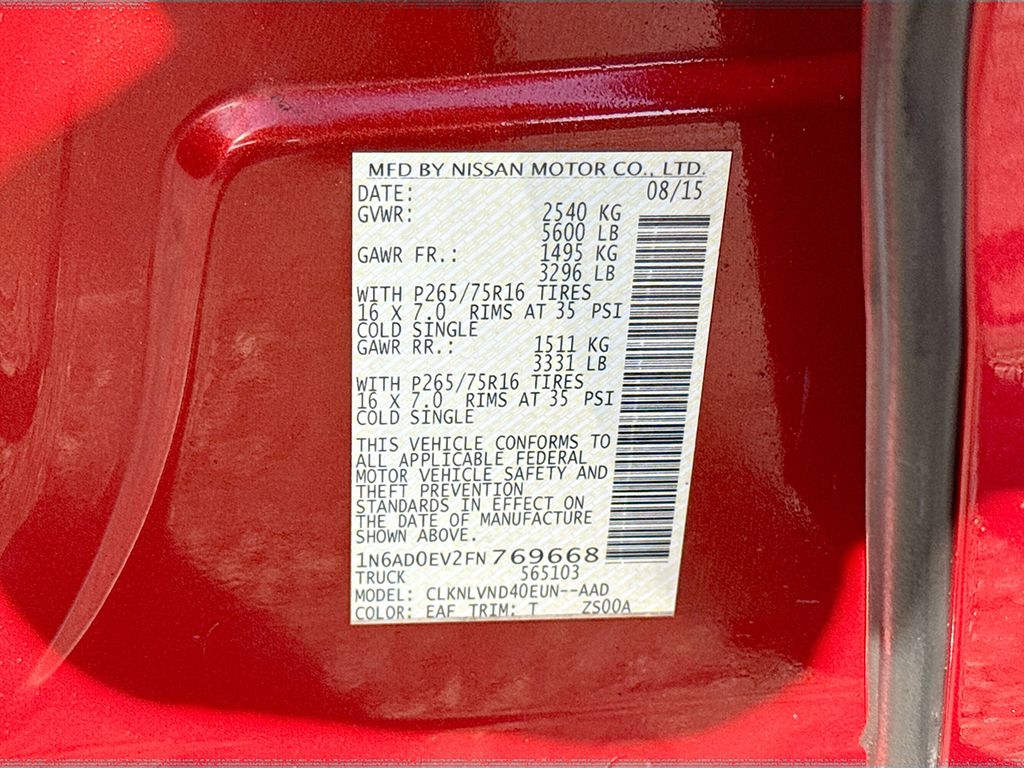 MFD BY NISSAN MOTOR CO., LTD.
DATE: 08/15
GVWR: 2540 KG
5600 LB
GAWR FR.: 1495 KG
3296 LB
WITH P265/75R16 TIRES
16 X 7.0 RIMS AT 35 PSI
COLD SINGLE
GAWR RR.: 1511 KG
3331 LB
WITH P265/75R16 TIRES
16 X 7.0 RIMS AT 35 PSI
COLD SINGLE
THIS VEHICLE CONFORMS TO
ALL APPLICABLE FEDERAL
MOTOR VEHICLE SAFETY AND
THEFT PREVENTION
STANDARDS IN EFFECT ON
THE DATE OF MANUFACTURE
SHOWN ABOVE.
1N6AD0EV2FN769668
TRUCK 565103
MODEL: CLKNLVND40EUN--AAD
COLOR: EAF TRIM: T ZS00A